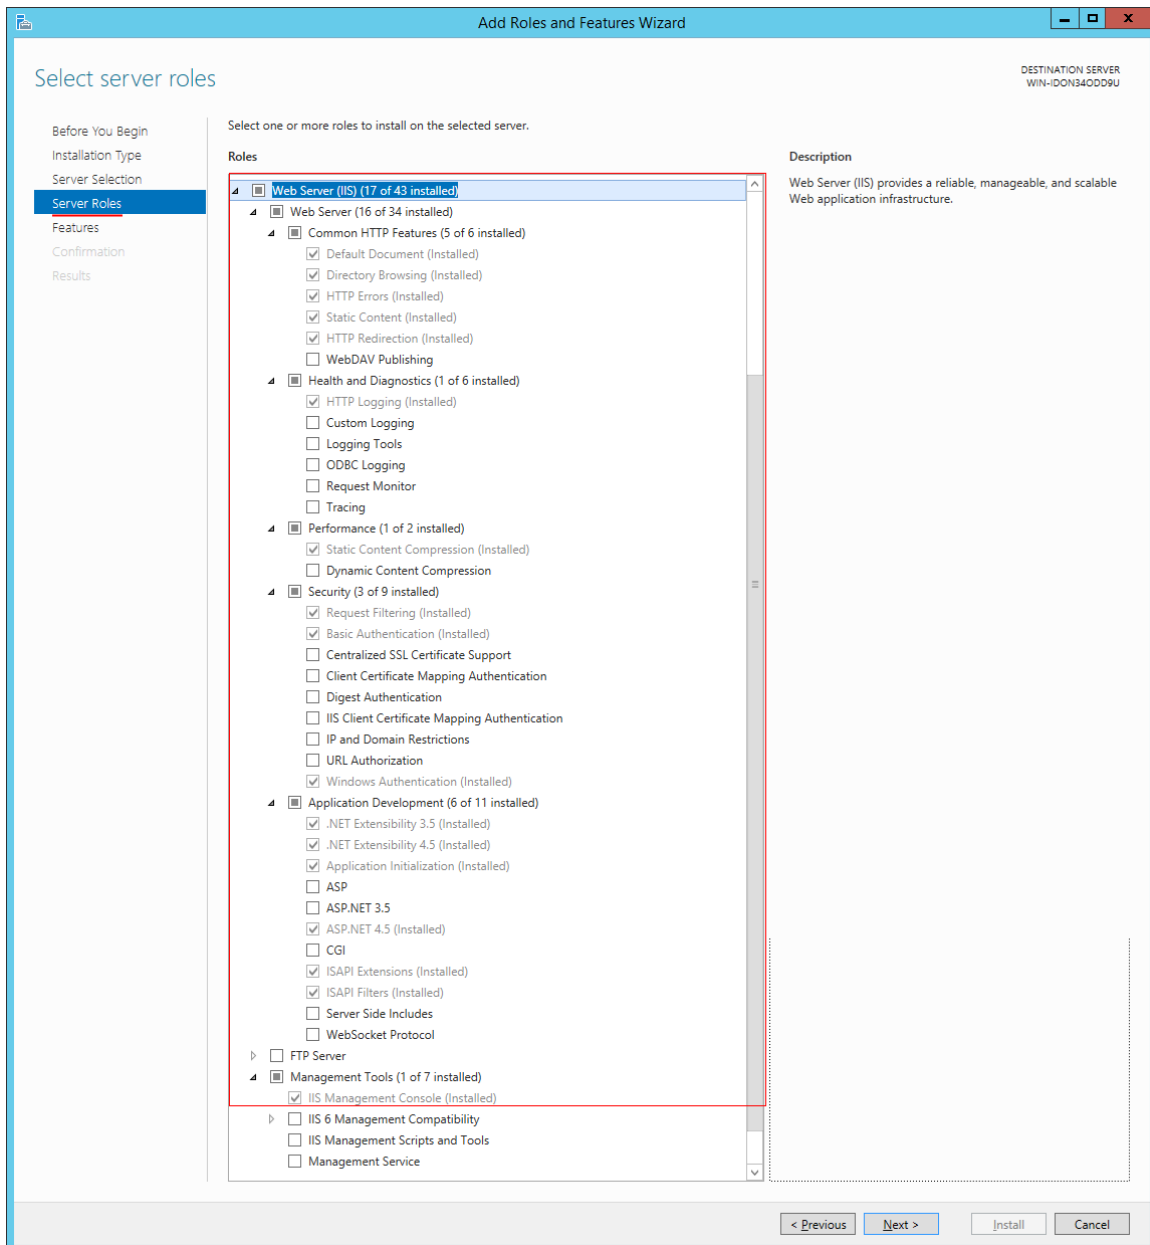 Add Roles and Features Wizard
Select server roles
DESTINATION SERVER
WIN-IDON34ODD9U
Before You Begin
Installation Type
Server Selection
Server Roles
Features
Confirmation
Results
Select one or more roles to install on the selected server.
Roles
Web Server (IIS) (17 of 43 installed)
Web Server (16 of 34 installed)
Common HTTP Features (5 of 6 installed)
Default Document (Installed)
Directory Browsing (Installed)
HTTP Errors (Installed)
Static Content (Installed)
HTTP Redirection (Installed)
WebDAV Publishing
Health and Diagnostics (1 of 6 installed)
HTTP Logging (Installed)
Custom Logging
Logging Tools
ODBC Logging
Request Monitor
Tracing
Performance (1 of 2 installed)
Static Content Compression (Installed)
Dynamic Content Compression
Security (3 of 9 installed)
Request Filtering (Installed)
Basic Authentication (Installed)
Centralized SSL Certificate Support
Client Certificate Mapping Authentication
Digest Authentication
IIS Client Certificate Mapping Authentication
IP and Domain Restrictions
URL Authorization
Windows Authentication (Installed)
Application Development (6 of 11 installed)
.NET Extensibility 3.5 (Installed)
.NET Extensibility 4.5 (Installed)
Application Initialization (Installed)
ASP
ASP.NET 3.5
ASP.NET 4.5 (Installed)
CGI
ISAPI Extensions (Installed)
ISAPI Filters (Installed)
Server Side Includes
WebSocket Protocol
FTP Server
Management Tools (1 of 7 installed)
IIS Management Console (Installed)
IIS 6 Management Compatibility
IIS Management Scripts and Tools
Management Service
Description
Web Server (IIS) provides a reliable, manageable, and scalable
Web application infrastructure.
< Previous
Next >
Install
Cancel